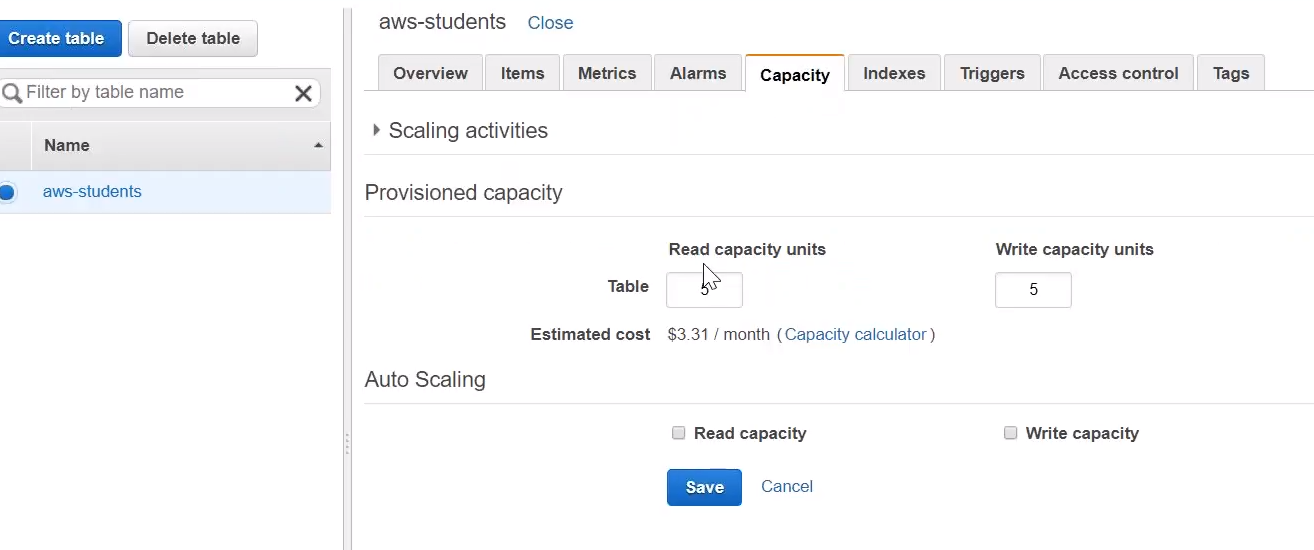 Create table
Delete table
Filter by table name
Name
aws-students
aws-students Close
Overview Items Metrics Alarms Capacity Indexes Triggers Access control Tags
Scaling activities
Provisioned capacity
Read capacity units Write capacity units
Table 5 5
Estimated cost $3.31 / month ( Capacity calculator )
Auto Scaling
Read capacity Write capacity
Save Cancel